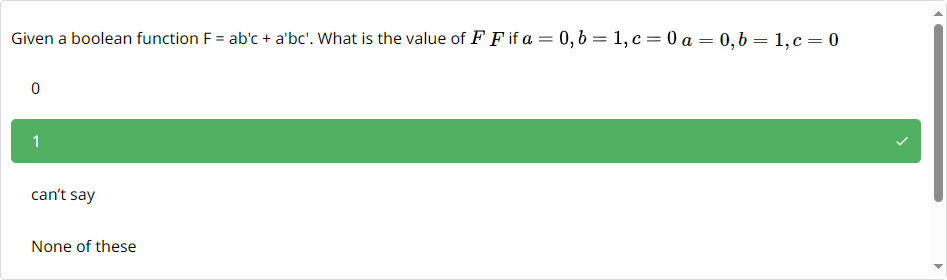 Given a boolean function F = ab'c + a'bc'. What is the value of F F if a = 0, b = 1, c = 0 a = 0, b = 1, c = 0
0
1
can’t say
None of these